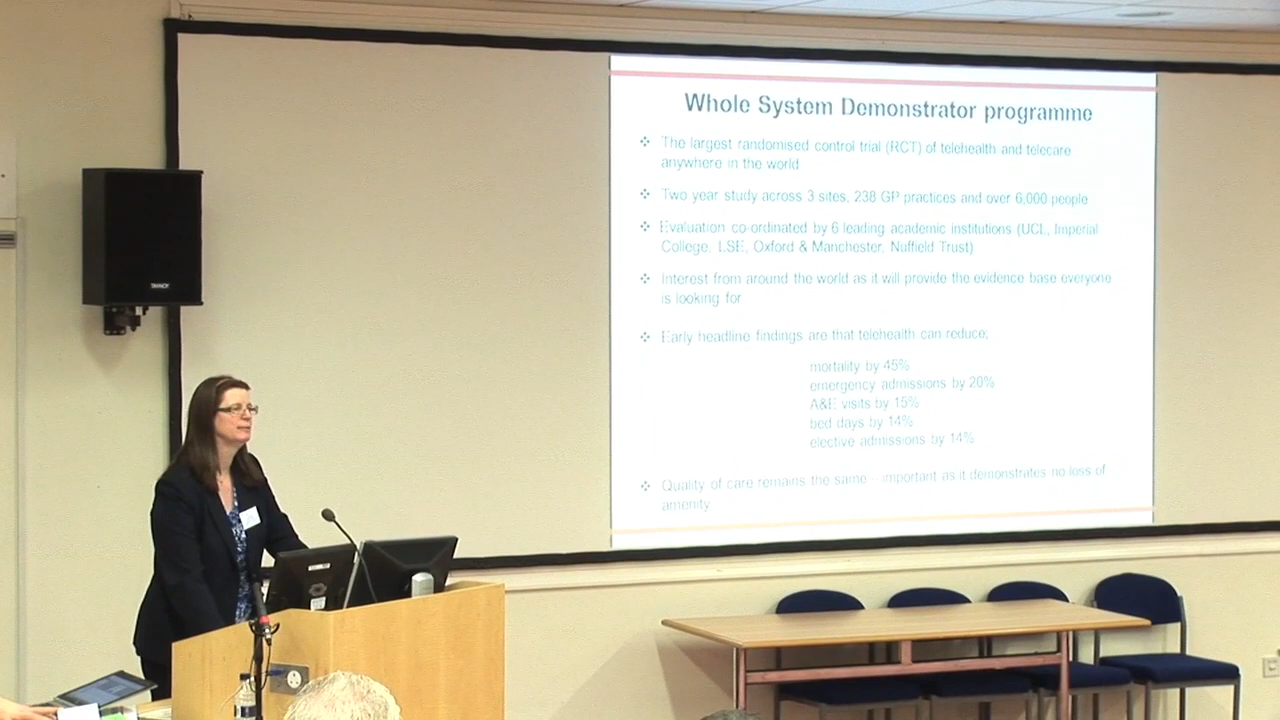 Whole System Demonstrator programme
The largest randomised control trial (RCT) of telehealth and telecare
anywhere in the world
Two year study across 3 sites, 238 GP practices and over 6,000 people
Evaluation co-ordinated by 6 leading academic institutions (UCL, Imperial
College, LSE, Oxford & Manchester, Nuffield Trust)
Interest from around the world as it will provide the evidence base everyone
is looking for
Early headline findings are that telehealth can reduce;
mortality by 45%
emergency admissions by 20%
A&E visits by 15%
bed days by 14%
elective admissions by 14%
Quality of care remains the same – important as it demonstrates no loss of
amenity
TANNOY